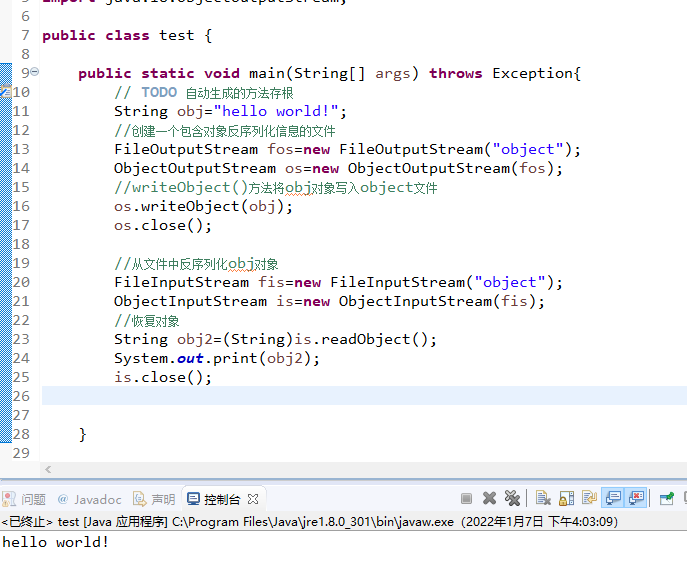 import java.io.ObjectOutputStream;
6
7 public class test {
8
9 public static void main(String[] args) throws Exception{
10 // TODO 自动生成的方法存根
11 String obj="hello world!";
12 //创建一个包含对象反序列化信息的文件
13 FileOutputStream fos=new FileOutputStream("object");
14 ObjectOutputStream os=new ObjectOutputStream(fos);
15 //writeObject()方法将obj对象写入object文件
16 os.writeObject(obj);
17 os.close();
18
19 //从文件中反序列化obj对象
20 FileInputStream fis=new FileInputStream("object");
21 ObjectInputStream is=new ObjectInputStream(fis);
22 //恢复对象
23 String obj2=(String)is.readObject();
24 System.out.print(obj2);
25 is.close();
26
27
28 }
29
问题 @ Javadoc 声明 控制台
<已终止> test [Java 应用程序] C:\Program Files\Java\jre1.8.0_301\bin\javaw.exe (2022年1月7日 下午4:03:09)
hello world!